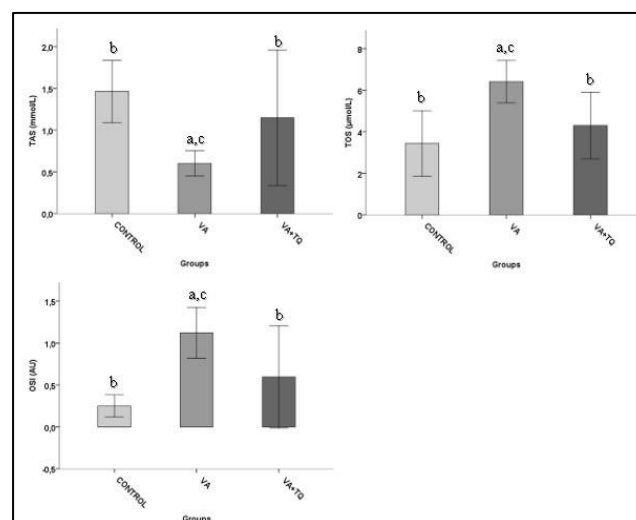 2,0
1,5
1,0
0,5
0,0
TAS (mmol/L)
b
a,c
b
CONTROL
VA
VA+TQ
Groups
8
6
4
2
0
TOS (µmol/L)
b
a,c
b
CONTROL
VA
VA+TQ
Groups
1,5
1,0
0,5
0,0
-0,5
OSI (AU)
b
a,c
b
CONTROL
VA
VA+TQ
Groups